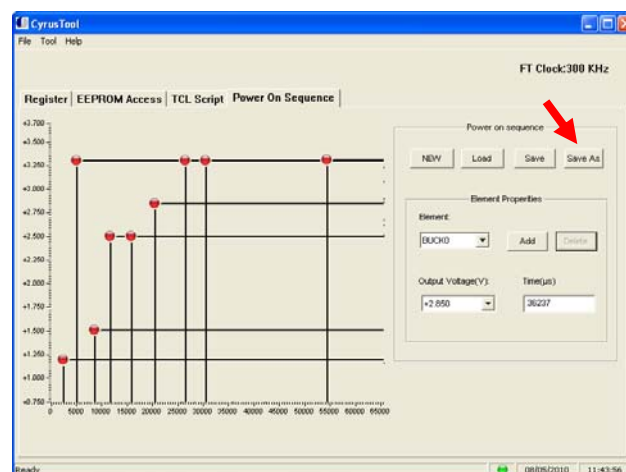 CyrusTool
File Tool Help
FT Clock:300 KHz
Register EEPROM Access TCL Script Power On Sequence
Power on sequence
NEW Load Save Save As
Element Properties
Element:
BUCK0 Add Delete
Output Voltage(V): Time(µs)
+2.850 36237
+3.700
+3.500
+3.250
+3.000
+2.750
+2.500
+2.250
+2.000
+1.750
+1.500
+1.250
+1.000
+0.750
0 5000 10000 15000 20000 25000 30000 35000 40000 45000 50000 55000 60000 65000
Ready 08/05/2010 11:43:56